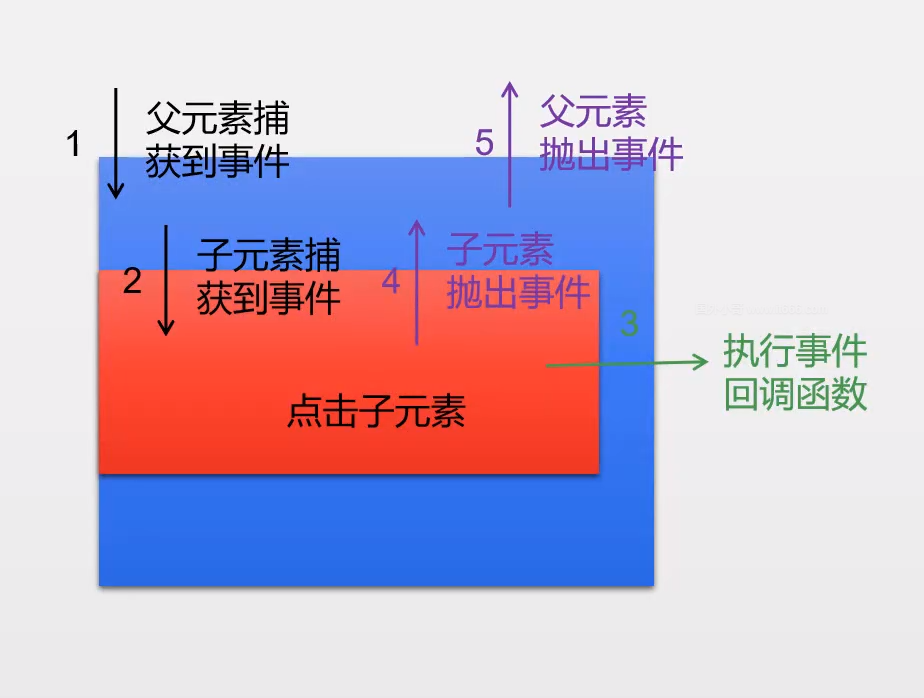 1
父元素捕
获到事件
5
父元素
抛出事件
2
子元素捕
获到事件
4
子元素
抛出事件
3
执行事件
回调函数
点击子元素